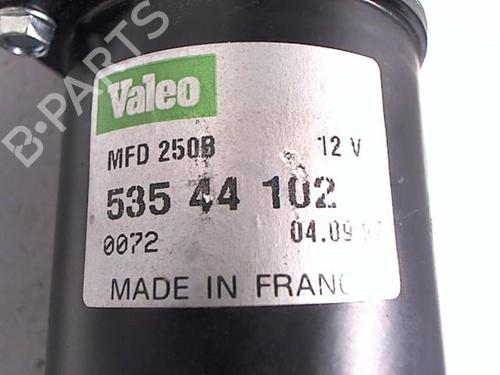 B-PARTS
Valeo
MFD 250B 12 V
535 44 102
0072 04.09
MADE IN FRANC